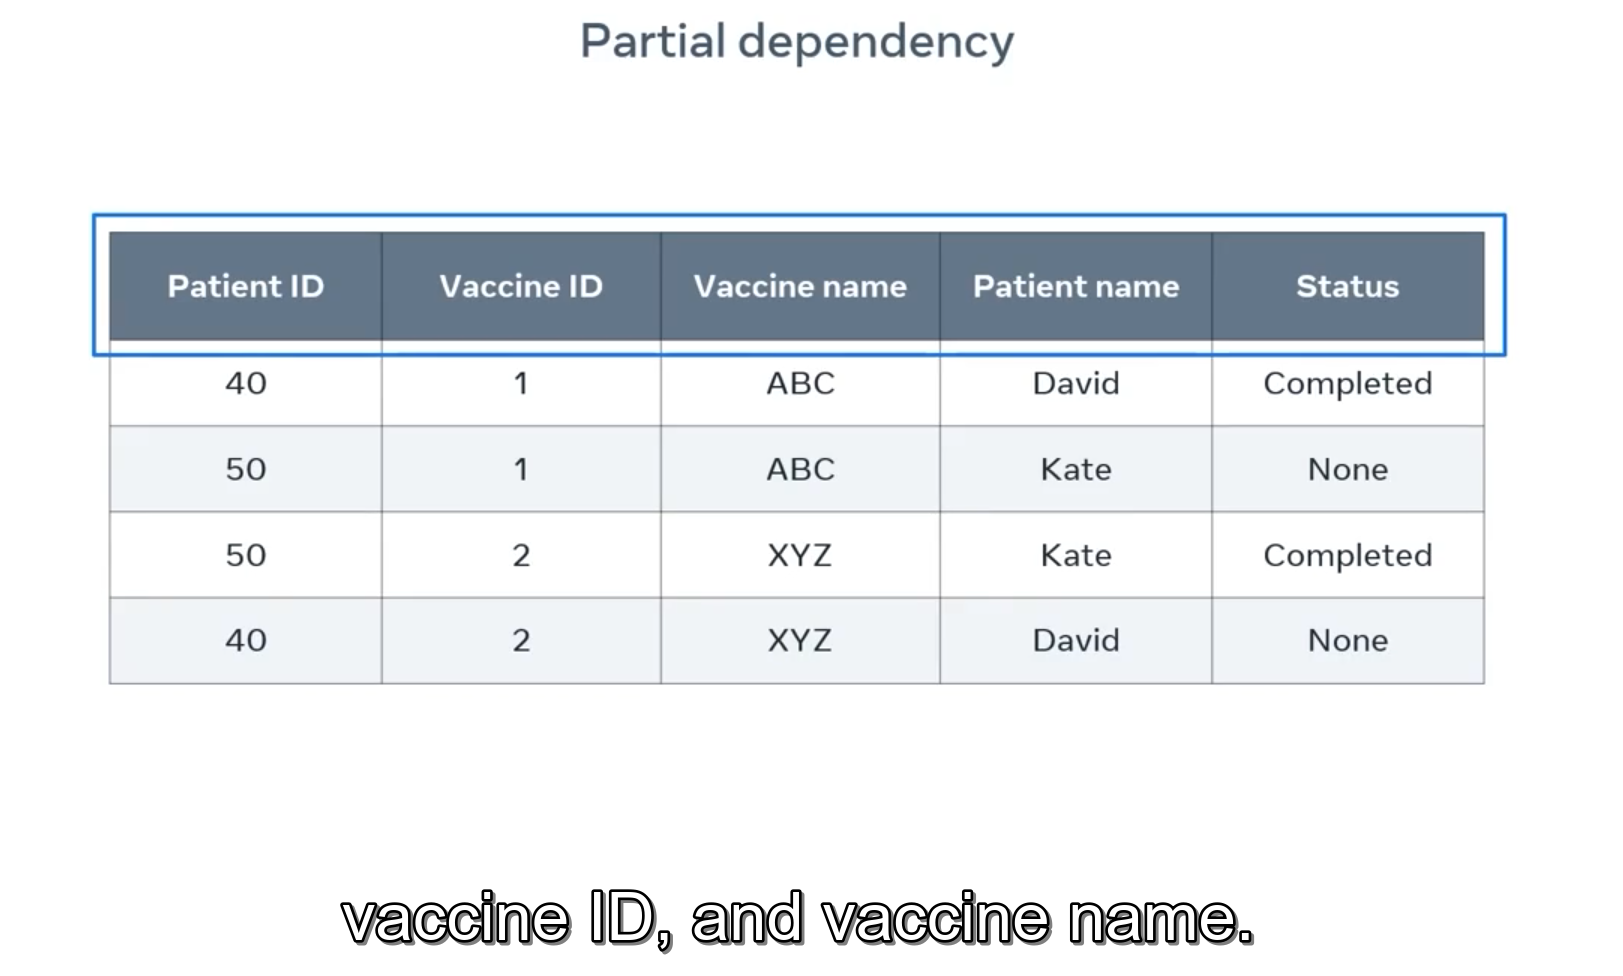 Partial dependency
Patient ID Vaccine ID Vaccine name Patient name Status
40 1 ABC David Completed
50 1 ABC Kate None
50 2 XYZ Kate Completed
40 2 XYZ David None
vaccine ID, and vaccine name.